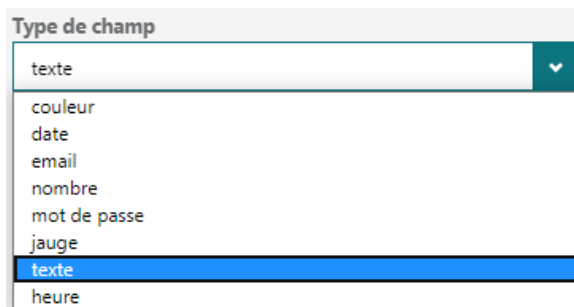 Type de champ
texte
couleur
date
email
nombre
mot de passe
jauge
texte
heure